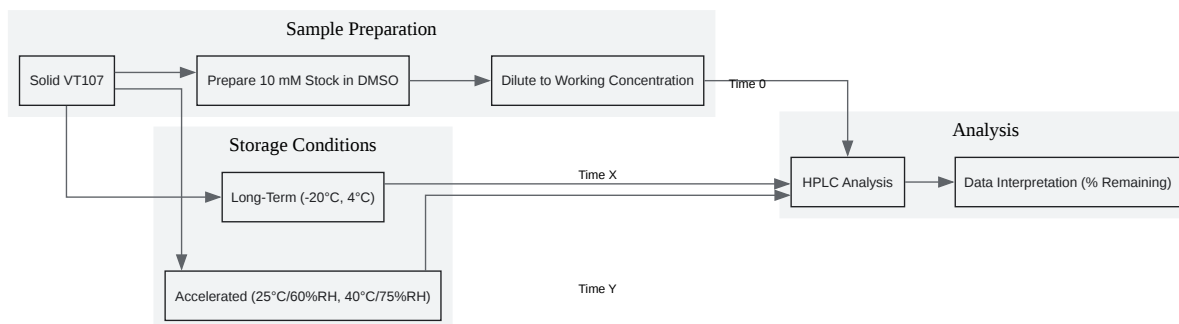 Sample Preparation
Solid VT107
Prepare 10 mM Stock in DMSO
Dilute to Working Concentration
Time 0
Storage Conditions
Long-Term (-20°C, 4°C)
Accelerated (25°C/60%RH, 40°C/75%RH)
Time X
Time Y
Analysis
HPLC Analysis
Data Interpretation (% Remaining)